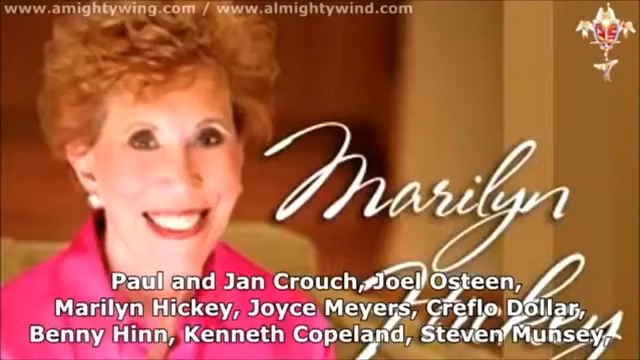 www.amightywing.com / www.almightywind.com
Marilyn
Hickey
Paul and Jan Crouch, Joel Osteen,
Marilyn Hickey, Joyce Meyers, Creflo Dollar,
Benny Hinn, Kenneth Copeland, Steven Munsey,